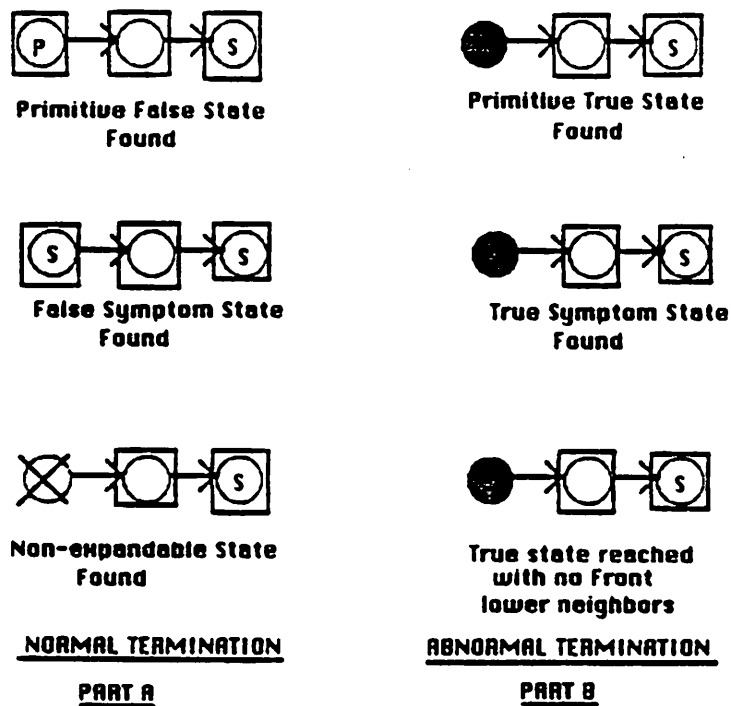 P
S
Primitive False State
Found
S
S
False Symptom State
Found
S
Non-expandable State
Found
NORMAL TERMINATION
PART A
S
Primitive True State
Found
S
True Symptom State
Found
S
True state reached
with no Front
lower neighbors
ABNORMAL TERMINATION
PART B